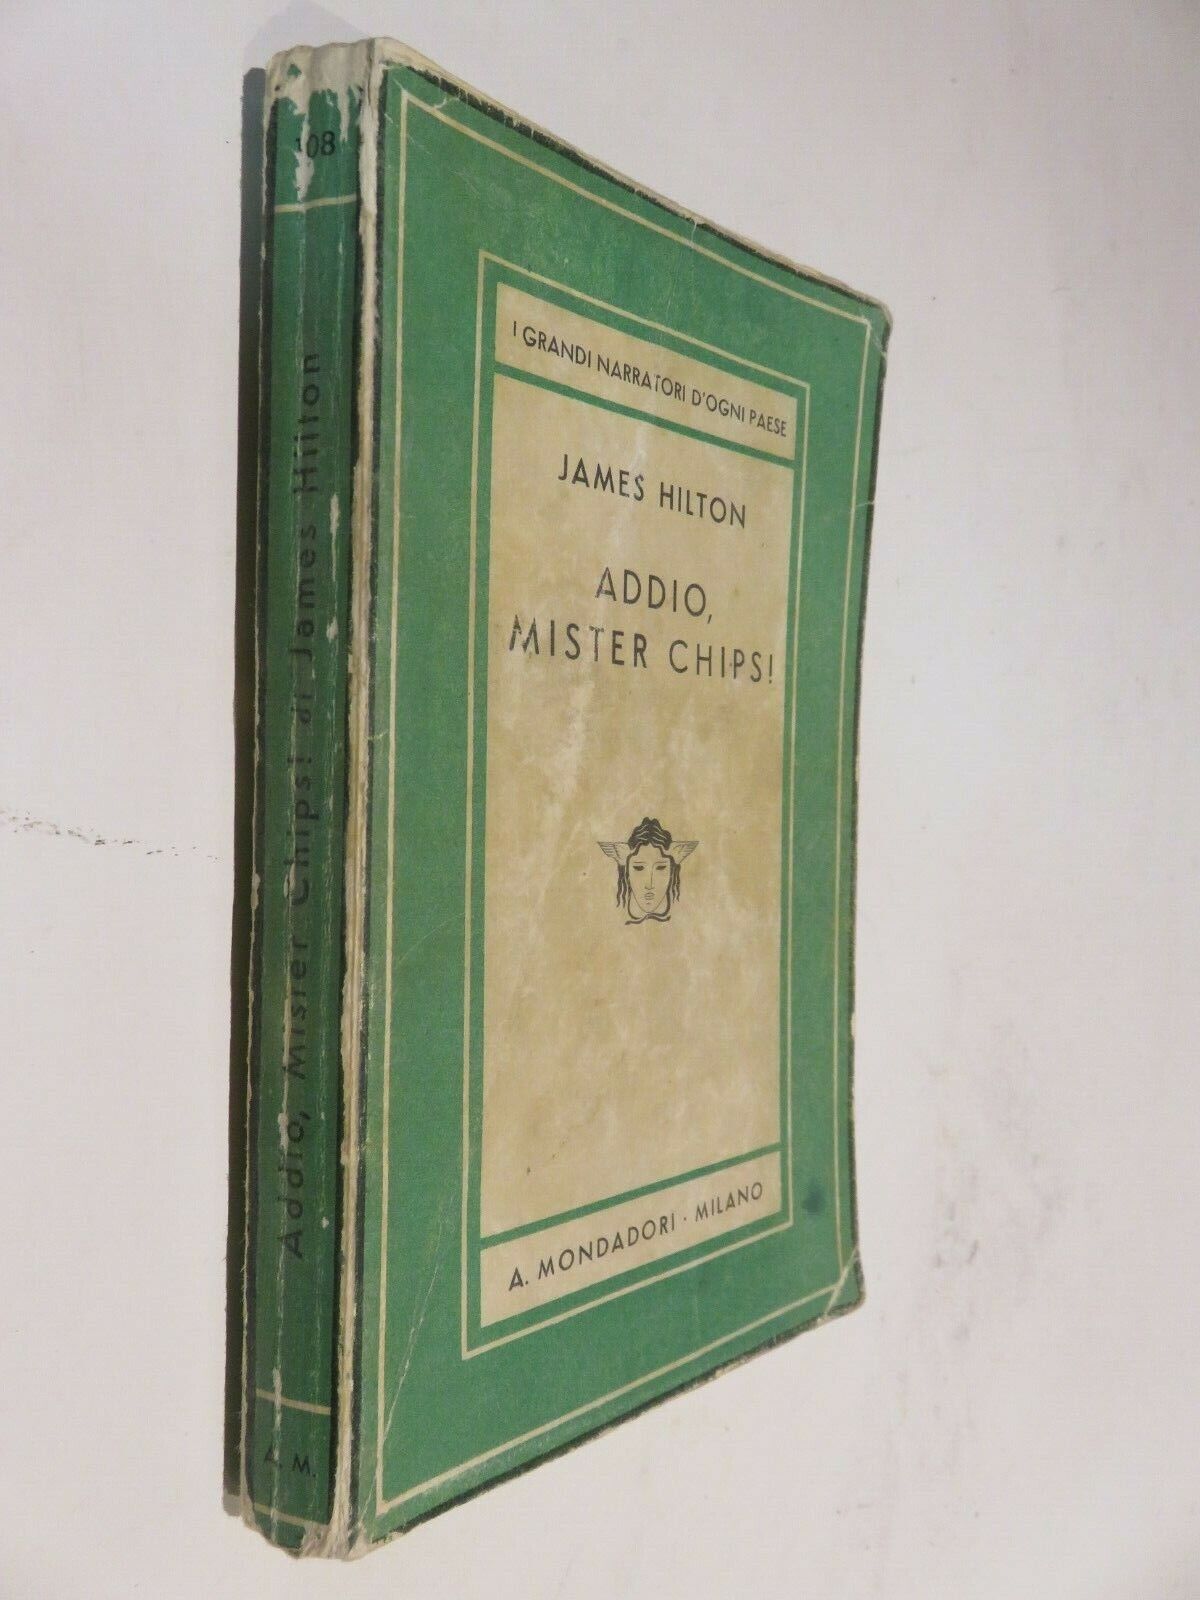 108
Addio, Mister Chips! di James Hilton
A. M.
I GRANDI NARRATORI D'OGNI PAESE
JAMES HILTON
ADDIO,
MISTER CHIPS!
A. MONDADORI · MILANO